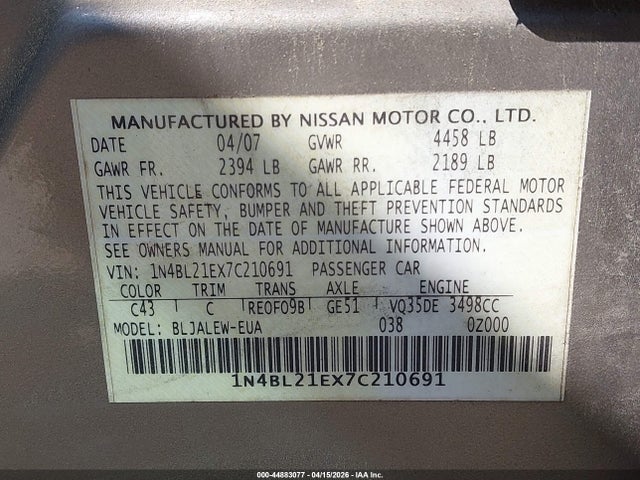 MANUFACTURED BY NISSAN MOTOR CO., LTD.
DATE 04/07 GVWR 4458 LB
GAWR FR. 2394 LB GAWR RR. 2189 LB
THIS VEHICLE CONFORMS TO ALL APPLICABLE FEDERAL MOTOR
VEHICLE SAFETY, BUMPER AND THEFT PREVENTION STANDARDS
IN EFFECT ON THE DATE OF MANUFACTURE SHOWN ABOVE.
SEE OWNERS MANUAL FOR ADDITIONAL INFORMATION.
VIN: 1N4BL21EX7C210691 PASSENGER CAR
COLOR TRIM TRANS AXLE ENGINE
C43 C RE0F09B GE51 VQ35DE 3498CC
MODEL: BLJALEW-EUA 038 0Z000
1N4BL21EX7C210691
000-44883077 - 04/15/2026 - IAA Inc.